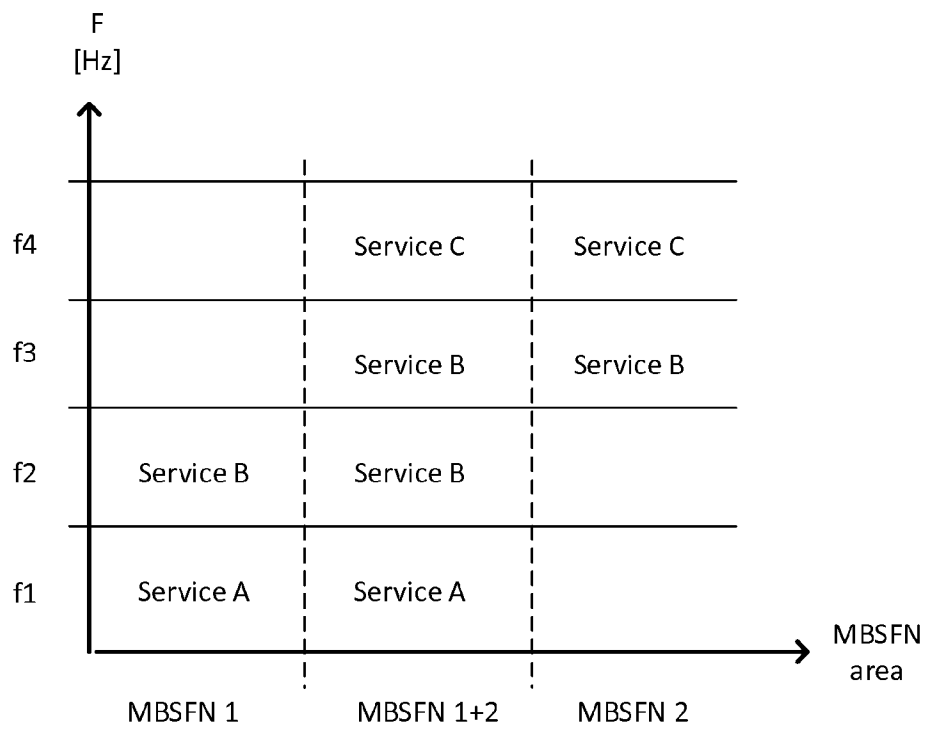 F
[Hz]
f4
Service C
Service C
f3
Service B
Service B
f2
Service B
Service B
f1
Service A
Service A
MBSFN
area
MBSFN 1
MBSFN 1+2
MBSFN 2